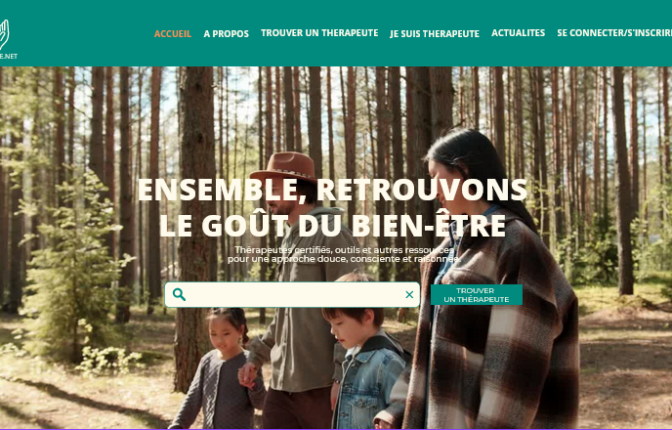 E.NET
ACCUEIL A PROPOS TROUVER UN THERAPEUTE JE SUIS THERAPEUTE ACTUALITES SE CONNECTER/S'INSCRIRE
ENSEMBLE, RETROUVONS
LE GOÛT DU BIEN-ÊTRE
Thérapeutes certifiés, outils et autres ressources
pour une approche douce, consciente et raisonnée
TROUVER
UN THÉRAPEUTE